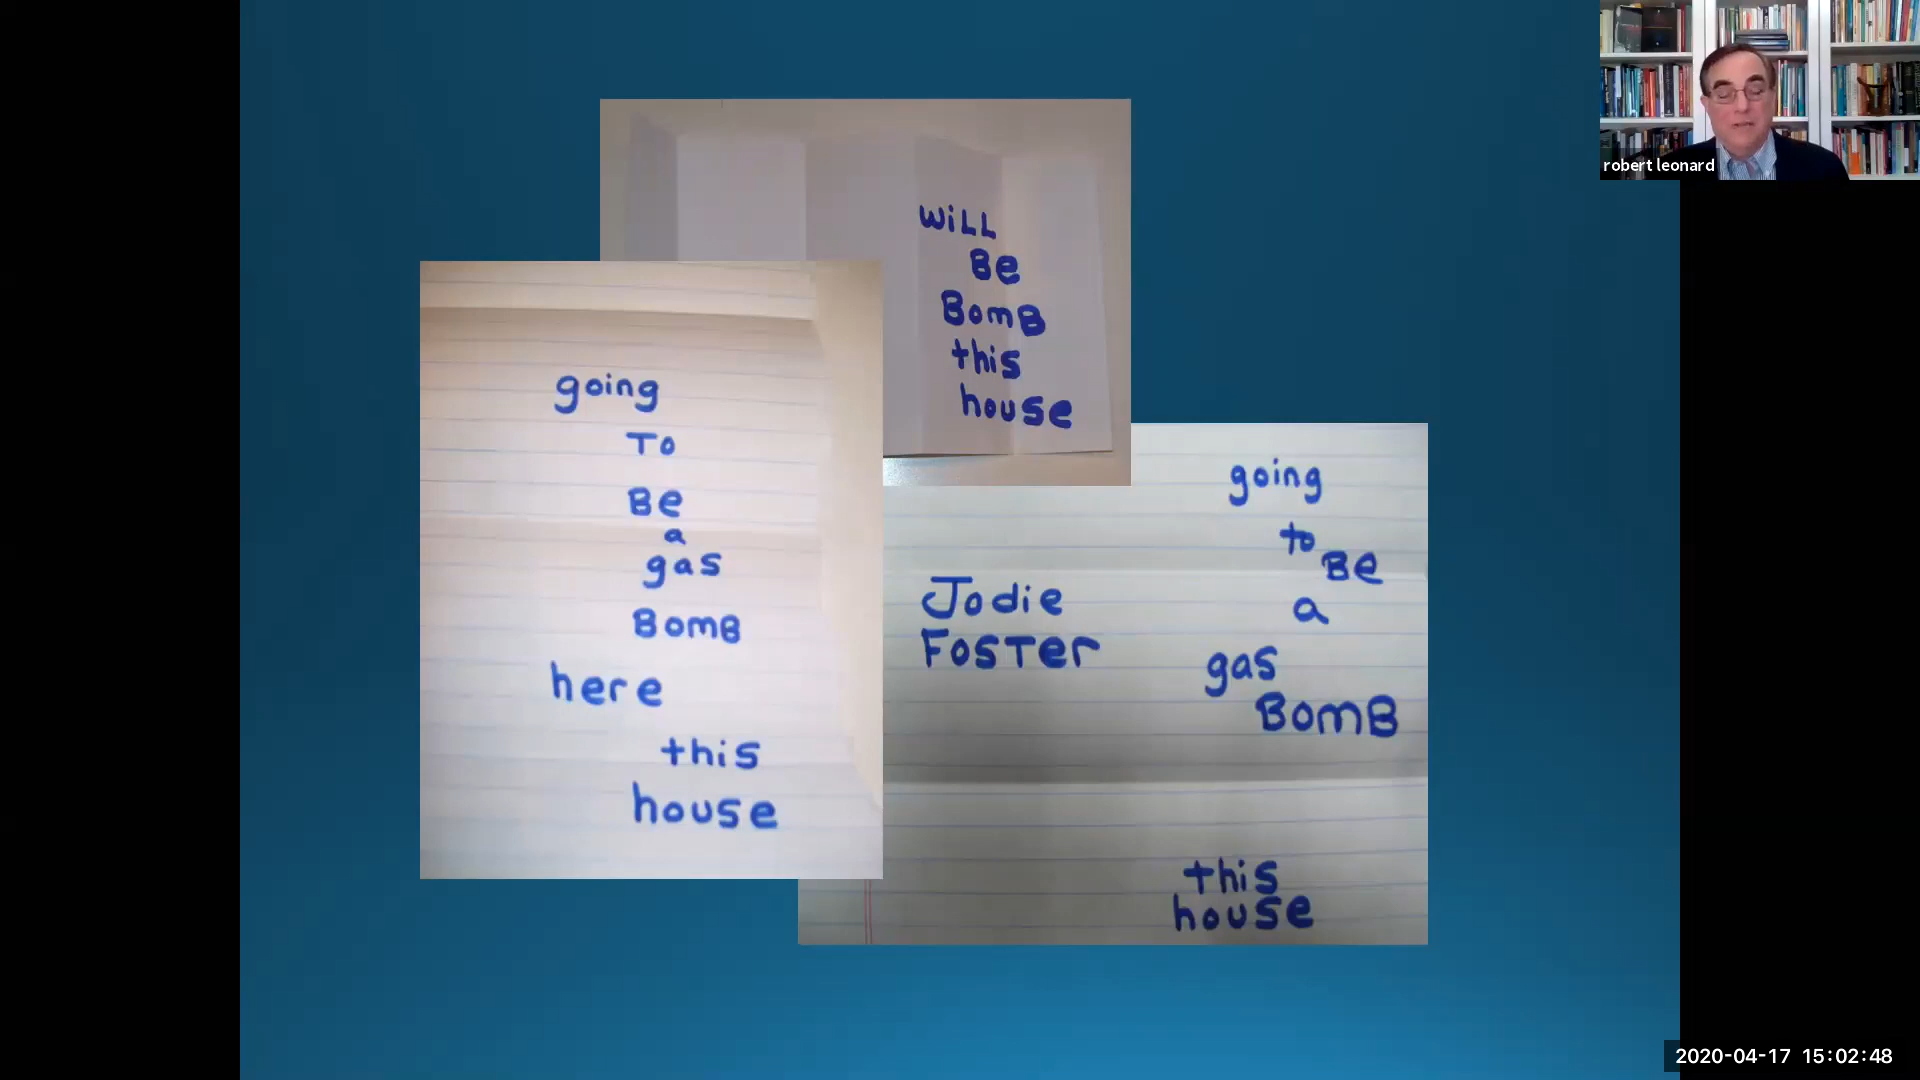 WiLL
Be
BomB
this
house
going
To
Be
a
gas
BomB
here
this
house
Jodie
FosTer
going
to
Be
a
gas
BomB
this
house
robert leonard
2020-04-17 15:02:48